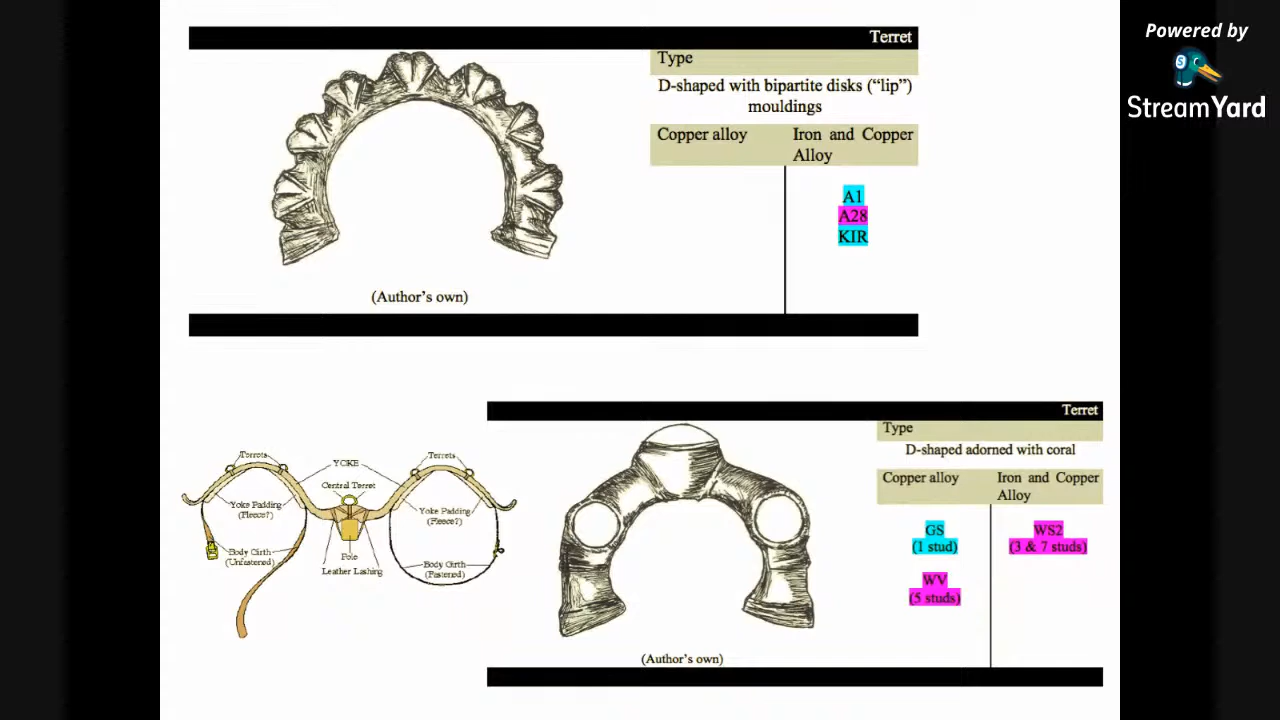 Powered by
StreamYard
Terret
Type
D-shaped with bipartite disks (“lip”)
mouldings
Copper alloy
Iron and Copper
Alloy
A1
A28
KIR
(Author’s own)
Terret
Type
D-shaped adorned with coral
Copper alloy
Iron and Copper
Alloy
GS
(1 stud)
WS2
(3 & 7 studs)
WV
(5 studs)
(Author’s own)
Terrets
YOKE
Terrets
Central Terret
Yoke Padding
(Fleece?)
Yoke Padding
(Fleece?)
Body Girth
(Unfastened)
Pole
Leather Lashing
Body Girth
(Fastened)